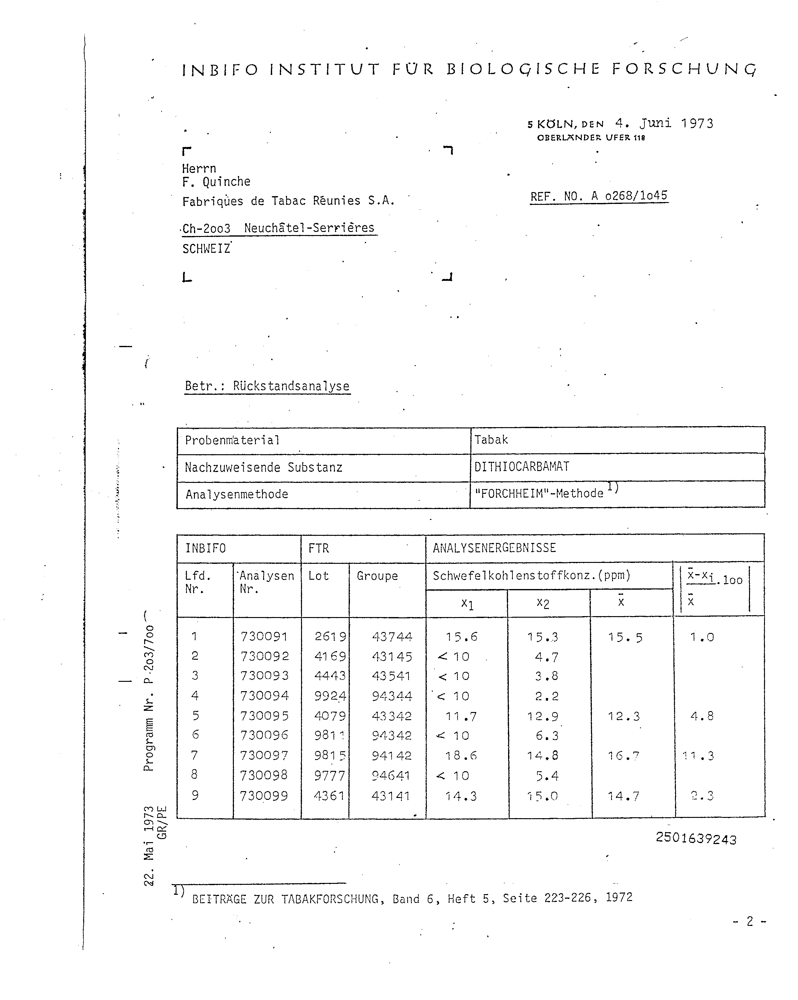 INBIFO INSTITUT FÜR BIOLOGISCHE FORSCHUNG
5 KÖLN, DEN 4. Juni 1973
OBERLÄNDER UFER 118
Herrn
F. Quinche
Fabriques de Tabac Réunies S.A.
REF. NO. A o268/1o45
Ch-2oo3 Neuchâtel-Serrières
SCHWEIZ
Betr.: Rückstandsanalyse
Probenmaterial Tabak
Nachzuweisende Substanz DITHIOCARBAMAT
Analysenmethode "FORCHHEIM"-Methode 1)
INBIFO FTR ANALYSENERGEBNISSE
Lfd. Nr. Analysen Nr. Lot Groupe Schwefelkohlenstoffkonz.(ppm) x̄-xi.1oo
x1 x2 x̄ x̄
1 730091 2619 43744 15.6 15.3 15.5 1.0
2 730092 4169 43145 < 10 4.7
3 730093 4443 43541 < 10 3.8
4 730094 9924 94344 < 10 2.2
5 730095 4079 43342 11.7 12.9 12.3 4.8
6 730096 9811 94342 < 10 6.3
7 730097 9815 94142 18.6 14.8 16.7 11.3
8 730098 9777 94641 < 10 5.4
9 730099 4361 43141 14.3 15.0 14.7 2.3
2501639243
22. Mai 1973 Programm Nr. P 2o3/7oo
GR/PE
1) BEITRÄGE ZUR TABAKFORSCHUNG, Band 6, Heft 5, Seite 223-226, 1972
- 2 -